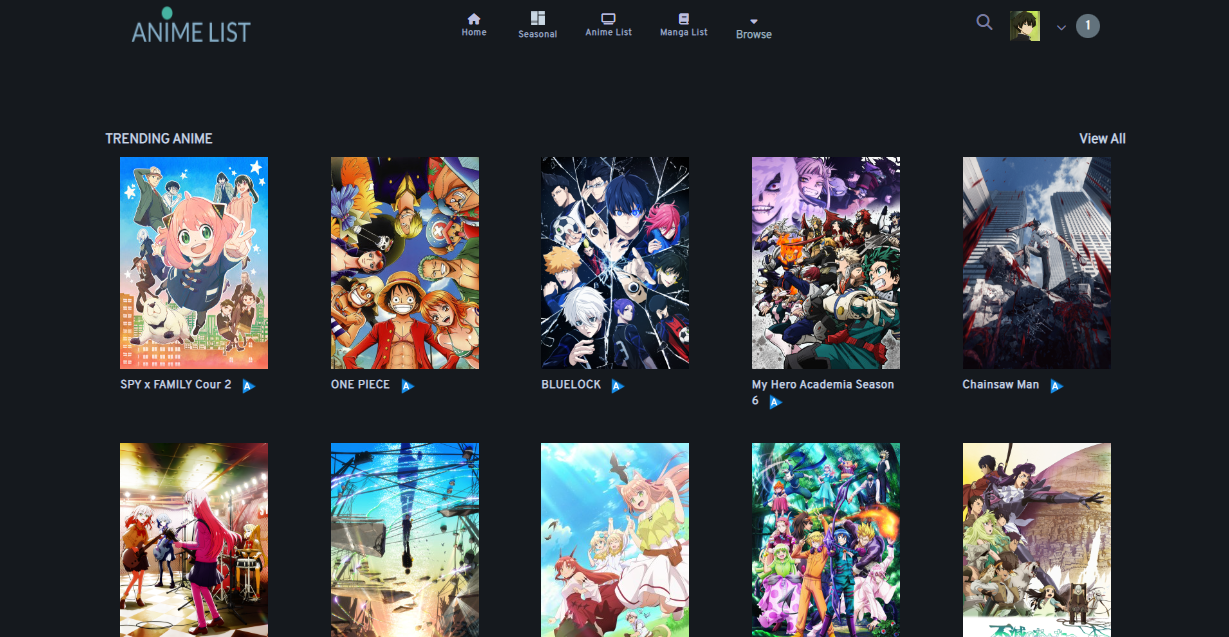 ANIME LIST
Home
Seasonal
Anime List
Manga List
Browse
1
TRENDING ANIME
View All
SPY x FAMILY Cour 2 A
ONE PIECE A
BLUELOCK A
My Hero Academia Season
6 A
Chainsaw Man A